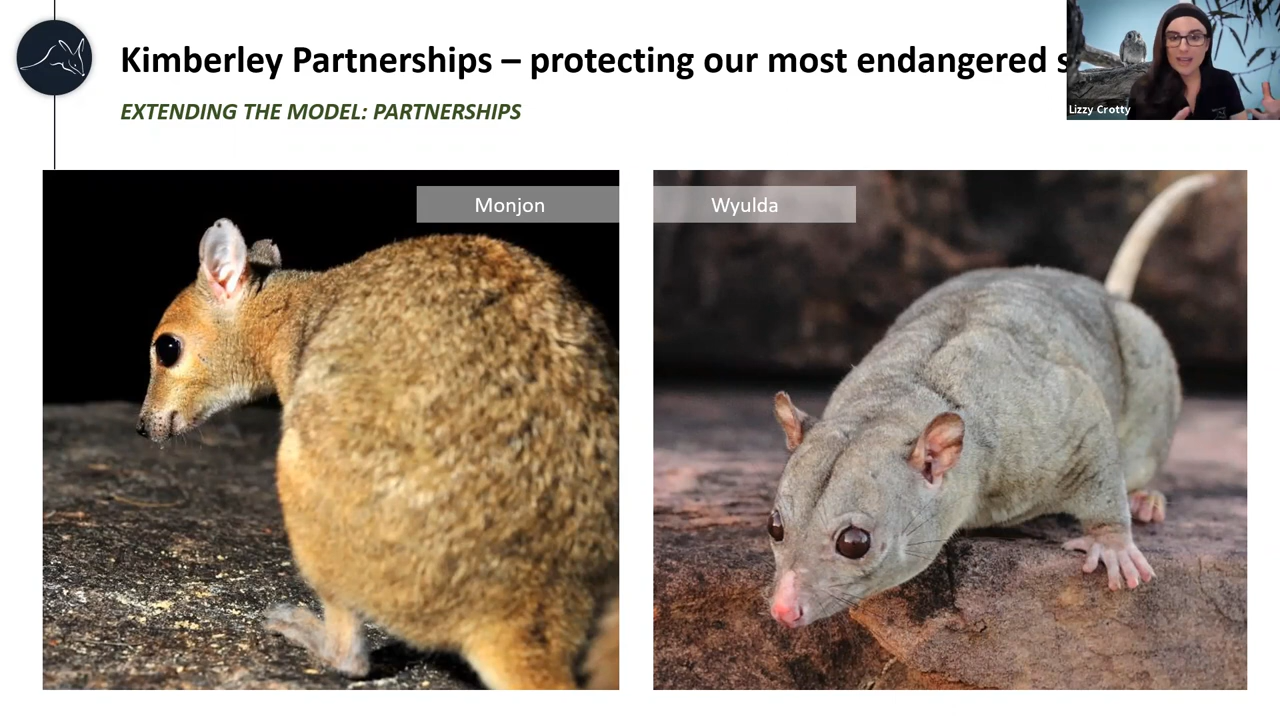 Kimberley Partnerships – protecting our most endangered
EXTENDING THE MODEL: PARTNERSHIPS
Lizzy Crotty
Monjon
Wyulda